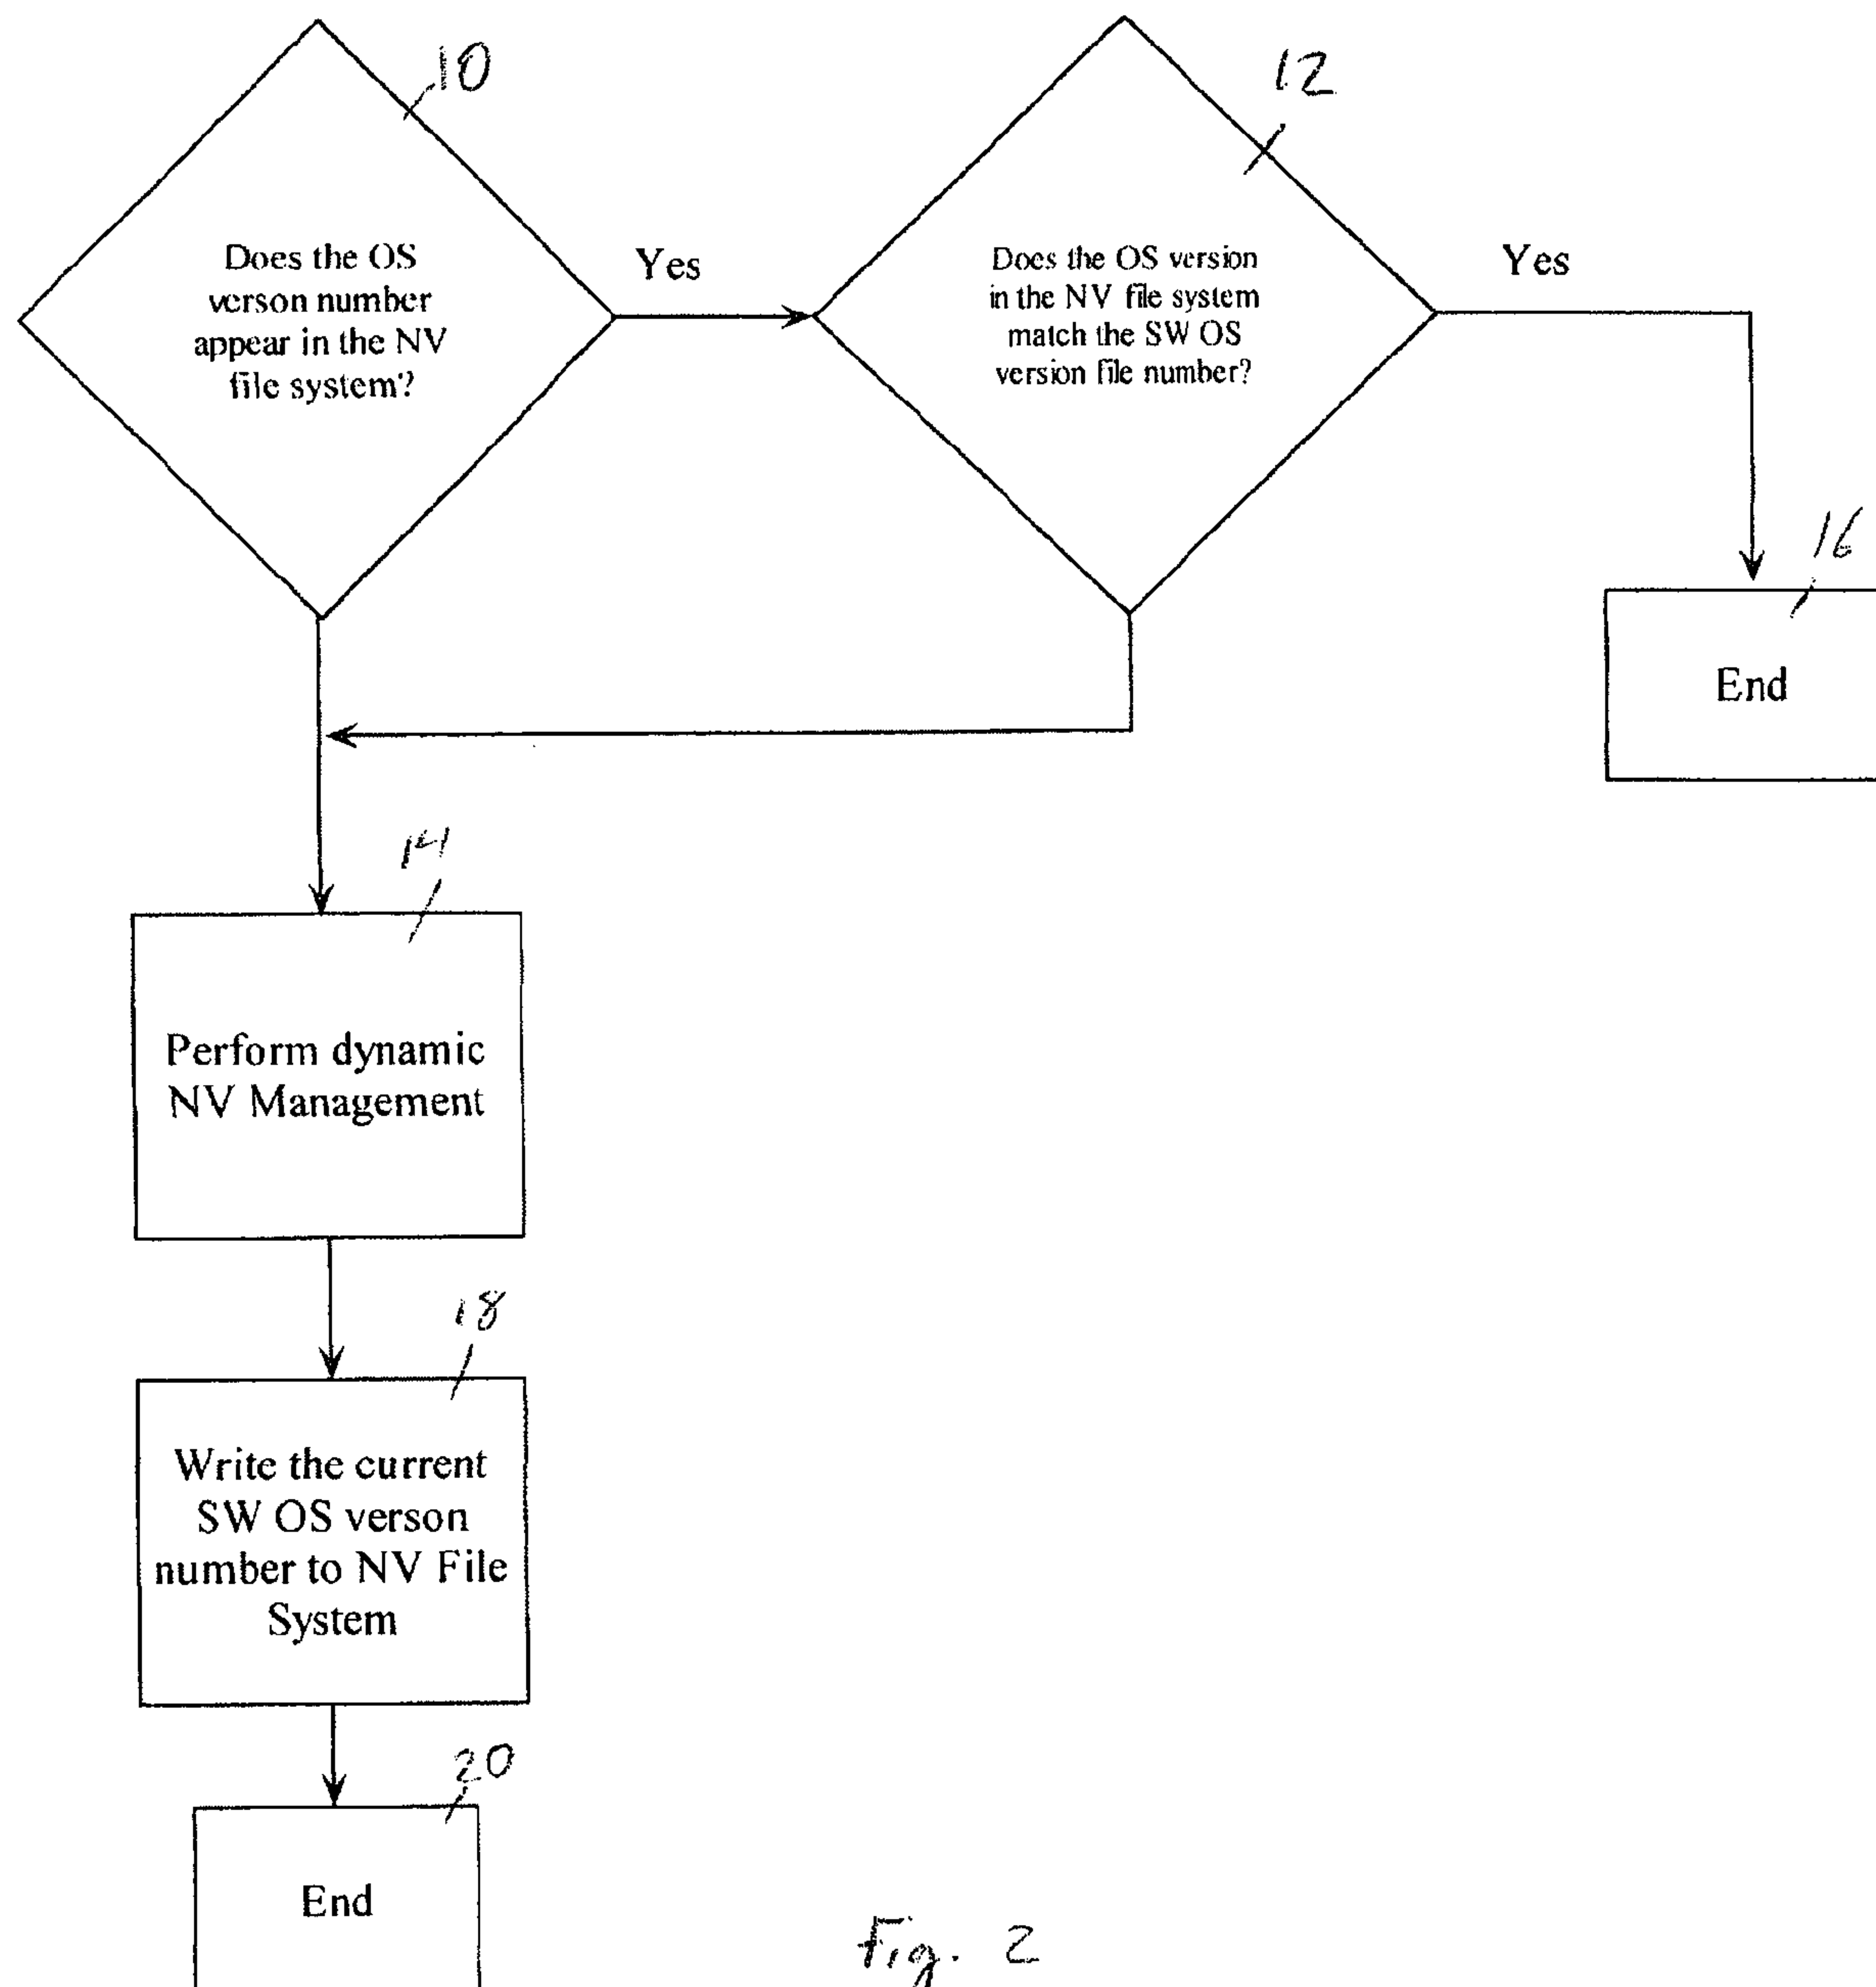 10
Does the OS
verson number
appear in the NV
file system?
Yes
12
Does the OS version
in the NV file system
match the SW OS
version file number?
Yes
16
End
14
Perform dynamic
NV Management
18
Write the current
SW OS verson
number to NV File
System
20
End
Fig. 2